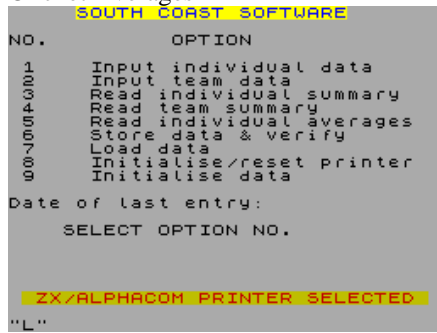 SOUTH COAST SOFTWARE
NO. OPTION
1 Input individual data
2 Input team data
3 Read individual summary
4 Read team summary
5 Read individual averages
6 Store data & verify
7 Load data
8 Initialise/reset printer
9 Initialise data
Date of last entry:
SELECT OPTION NO.
ZX/ALPHACOM PRINTER SELECTED
"L"